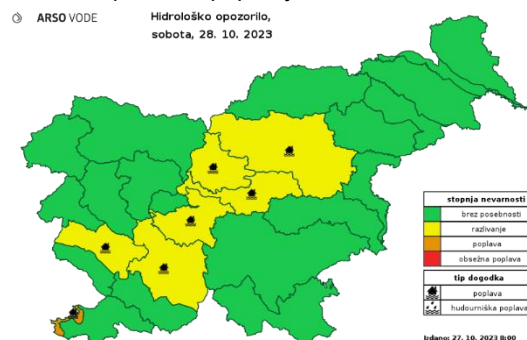 ARSO VODE
Hidrološko opozorilo,
sobota, 28. 10. 2023
stopnja nevarnosti
brez posebnosti
razlivanje
poplava
obsežna poplava
tip dogodka
poplava
hudourniška poplava
Izdano: 27. 10. 2023 8:00